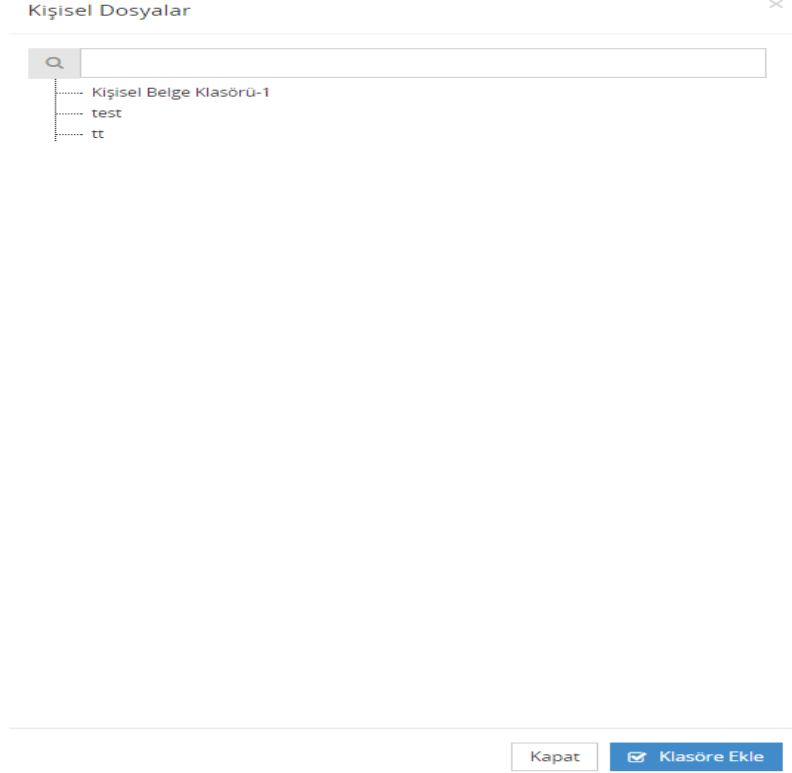 Kişisel Dosyalar
Kişisel Belge Klasörü-1
test
tt
Kapat
Klasöre Ekle